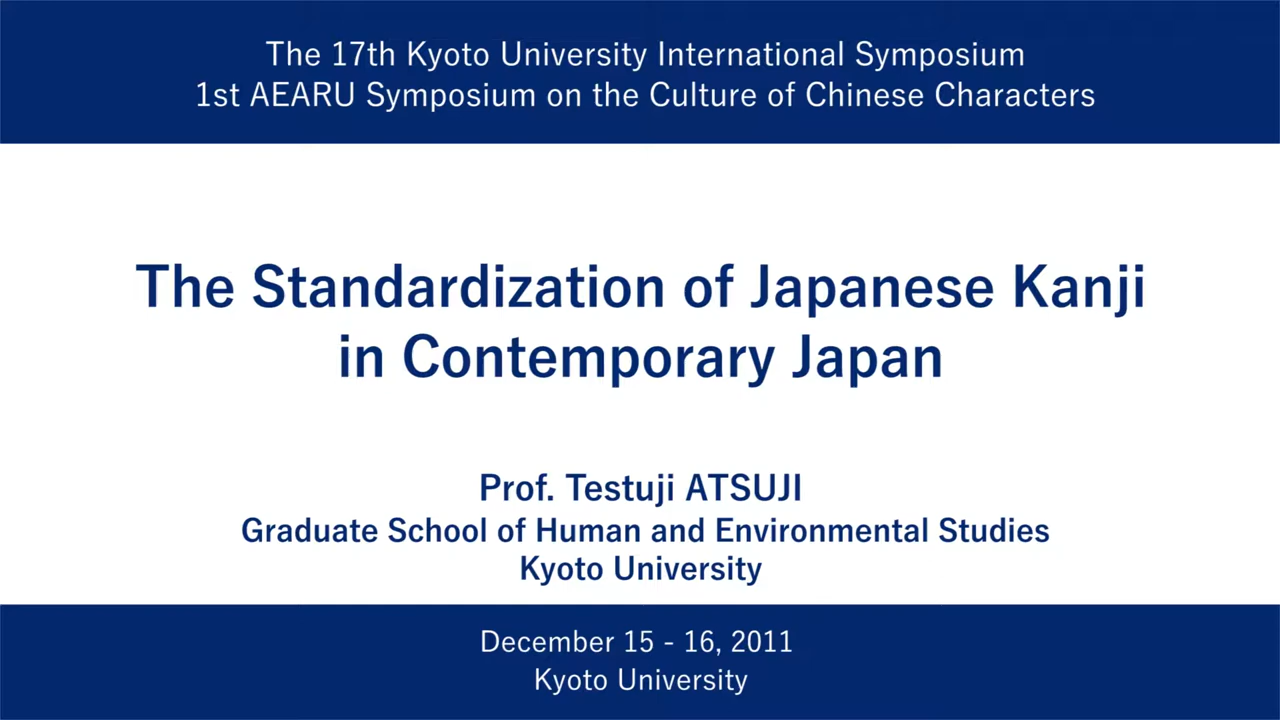 The 17th Kyoto University International Symposium
1st AEARU Symposium on the Culture of Chinese Characters
The Standardization of Japanese Kanji
in Contemporary Japan
Prof. Testuji ATSUJI
Graduate School of Human and Environmental Studies
Kyoto University
December 15 - 16, 2011
Kyoto University